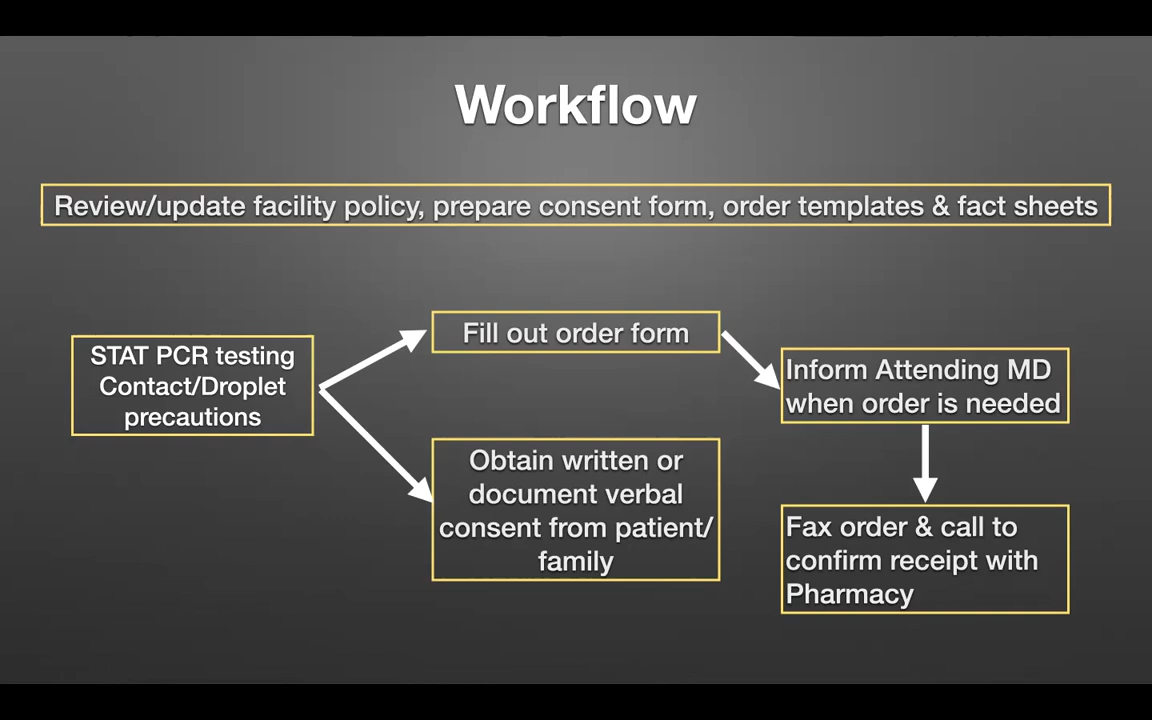 Workflow
Review/update facility policy, prepare consent form, order templates & fact sheets
STAT PCR testing
Contact/Droplet
precautions
Fill out order form
Obtain written or
document verbal
consent from patient/
family
Inform Attending MD
when order is needed
Fax order & call to
confirm receipt with
Pharmacy